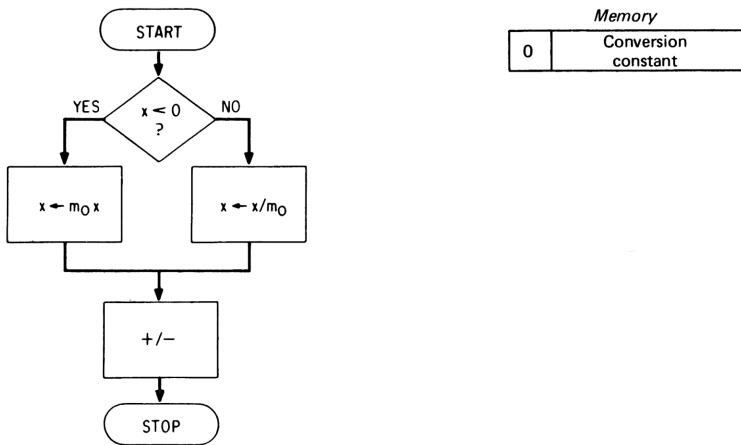 START
x < 0
?
YES
NO
x ← m₀ x
x ← x/m₀
+/−
STOP
Memory
0
Conversion
constant